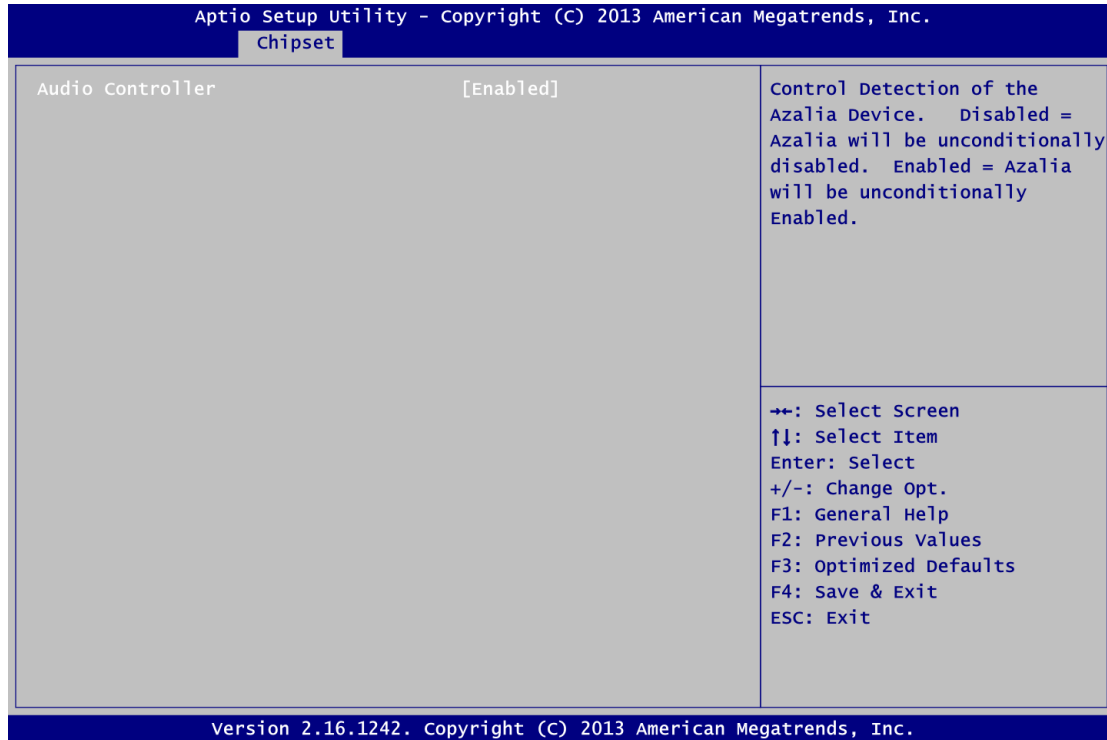 Aptio Setup Utility - Copyright (C) 2013 American Megatrends, Inc.
Chipset
Audio Controller [Enabled]
Control Detection of the
Azalia Device. Disabled =
Azalia will be unconditionally
disabled. Enabled = Azalia
will be unconditionally
Enabled.
→←: Select Screen
↑↓: Select Item
Enter: Select
+/-: Change Opt.
F1: General Help
F2: Previous Values
F3: Optimized Defaults
F4: Save & Exit
ESC: Exit
Version 2.16.1242. Copyright (C) 2013 American Megatrends, Inc.